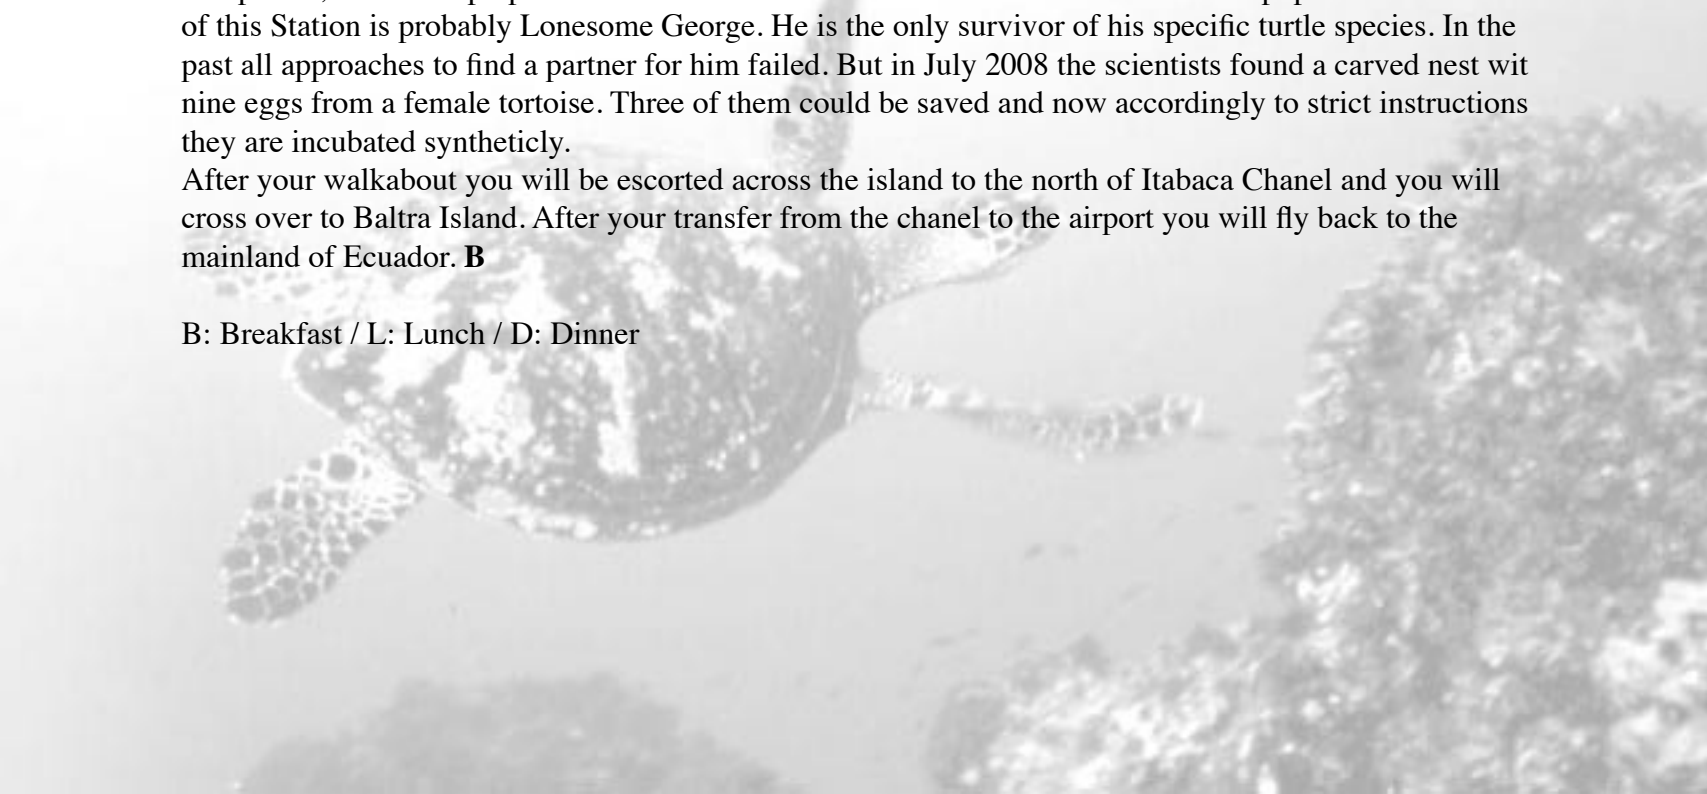 of this Station is probably Lonesome George. He is the only survivor of his specific turtle species. In the
past all approaches to find a partner for him failed. But in July 2008 the scientists found a carved nest wit
nine eggs from a female tortoise. Three of them could be saved and now accordingly to strict instructions
they are incubated syntheticly.
After your walkabout you will be escorted across the island to the north of Itabaca Chanel and you will
cross over to Baltra Island. After your transfer from the chanel to the airport you will fly back to the
mainland of Ecuador. B
B: Breakfast / L: Lunch / D: Dinner